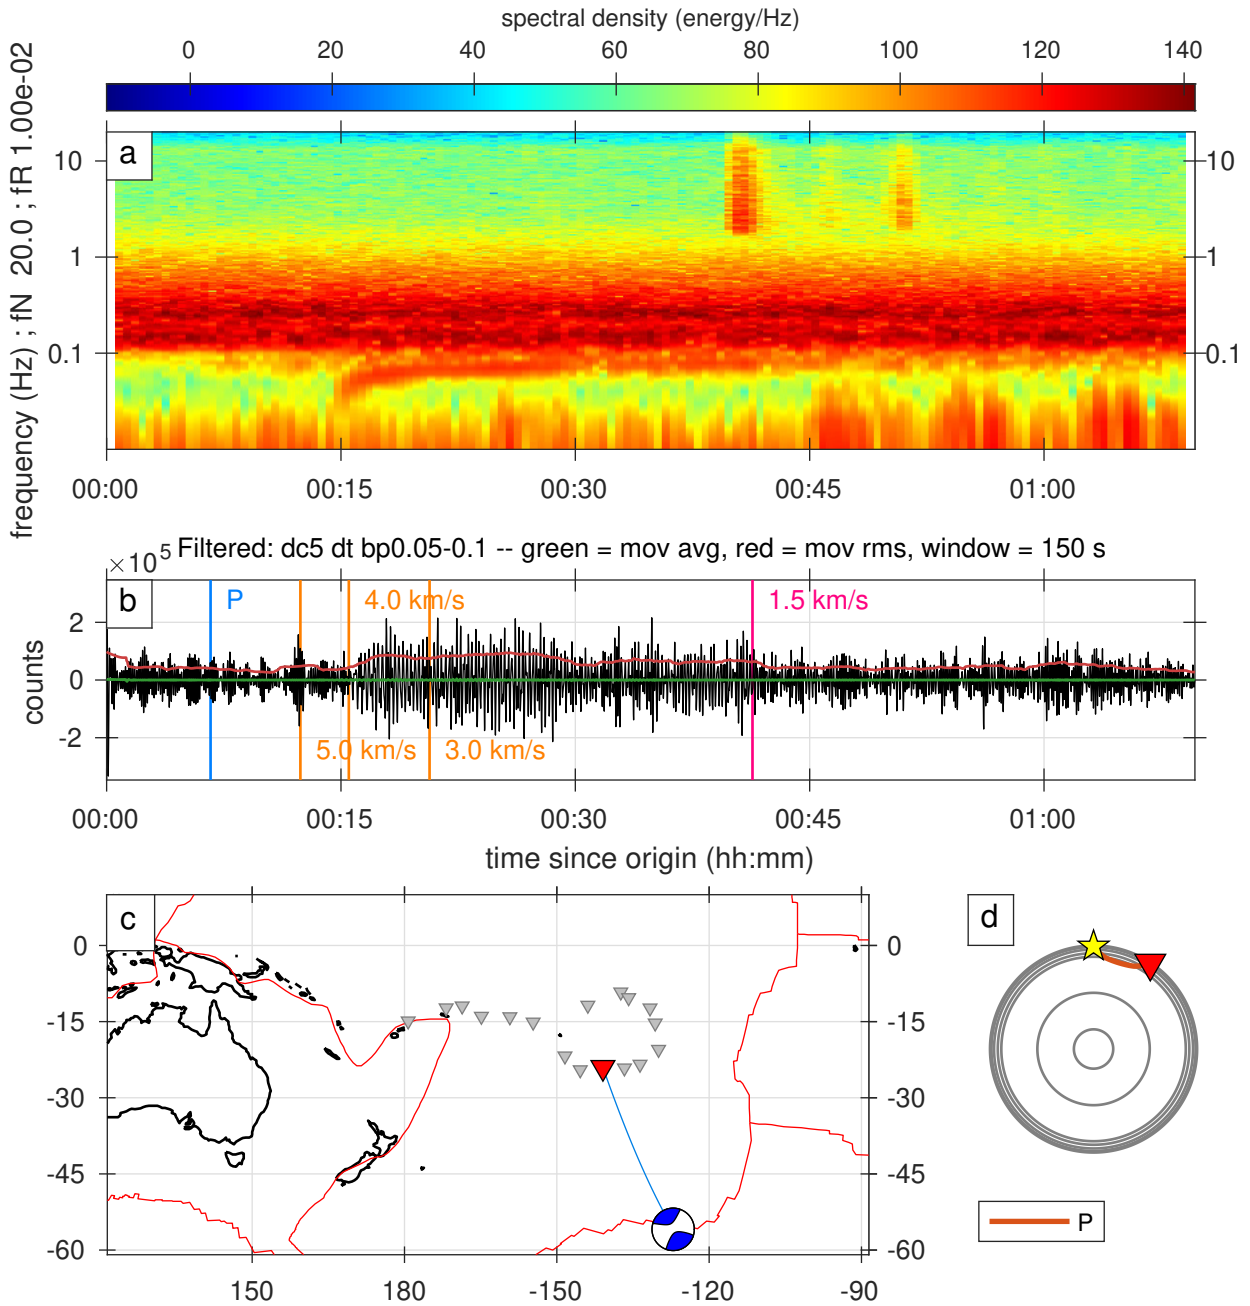 spectral density (energy/Hz)
0 20 40 60 80 100 120 140
frequency (Hz) ; fN 20.0 ; fR 1.00e-02
a
10 10
1 1
0.1 0.1
00:00 00:15 00:30 00:45 01:00
×10^5 Filtered: dc5 dt bp0.05-0.1 -- green = mov avg, red = mov rms, window = 150 s
b
P 4.0 km/s 1.5 km/s
counts
2
0
-2
5.0 km/s 3.0 km/s
00:00 00:15 00:30 00:45 01:00
time since origin (hh:mm)
c
0 0
-15 -15
-30 -30
-45 -45
-60 -60
150 180 -150 -120 -90
d
P